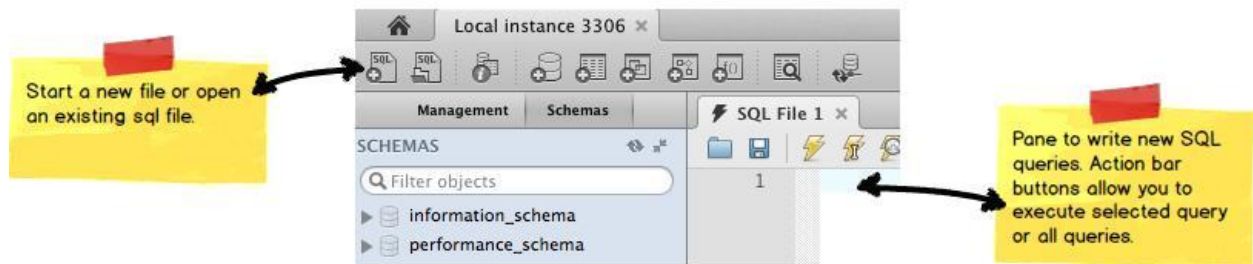 Local instance 3306
SQL SQL
Start a new file or open
an existing sql file.
Management Schemas
SQL File 1
SCHEMAS
Filter objects
1
information_schema
performance_schema
Pane to write new SQL
queries. Action bar
buttons allow you to
execute selected query
or all queries.